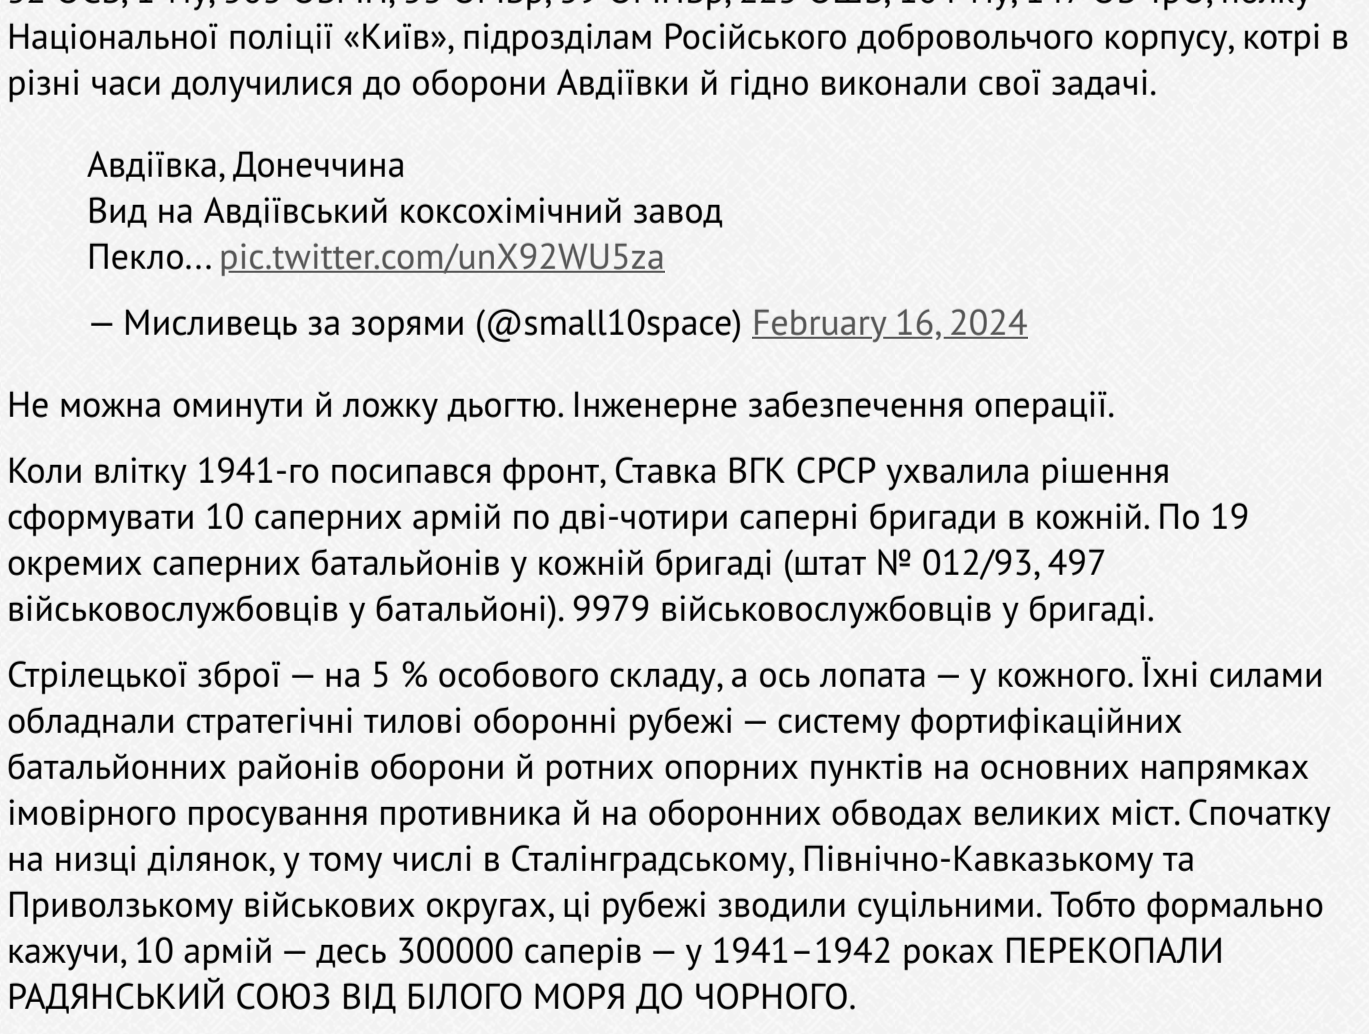 Національної поліції «Київ», підрозділам Російського добровольчого корпусу, котрі в
різні часи долучилися до оборони Авдіївки й гідно виконали свої задачі.
Авдіївка, Донеччина
Вид на Авдіївський коксохімічний завод
Пекло... pic.twitter.com/unX92WU5za
— Мисливець за зорями (@small10space) February 16, 2024
Не можна оминути й ложку дьогтю. Інженерне забезпечення операції.
Коли влітку 1941-го посипався фронт, Ставка ВГК СРСР ухвалила рішення
сформувати 10 саперних армій по дві-чотири саперні бригади в кожній. По 19
окремих саперних батальйонів у кожній бригаді (штат № 012/93, 497
військовослужбовців у батальйоні). 9979 військовослужбовців у бригаді.
Стрілецької зброї — на 5 % особового складу, а ось лопата — у кожного. Їхні силами
обладнали стратегічні тилові оборонні рубежі — систему фортифікаційних
батальйонних районів оборони й ротних опорних пунктів на основних напрямках
імовірного просування противника й на оборонних обводах великих міст. Спочатку
на низці ділянок, у тому числі в Сталінградському, Північно-Кавказькому та
Приволзькому військових округах, ці рубежі зводили суцільними. Тобто формально
кажучи, 10 армій — десь 300000 саперів — у 1941–1942 роках ПЕРЕКОПАЛИ
РАДЯНСЬКИЙ СОЮЗ ВІД БІЛОГО МОРЯ ДО ЧОРНОГО.